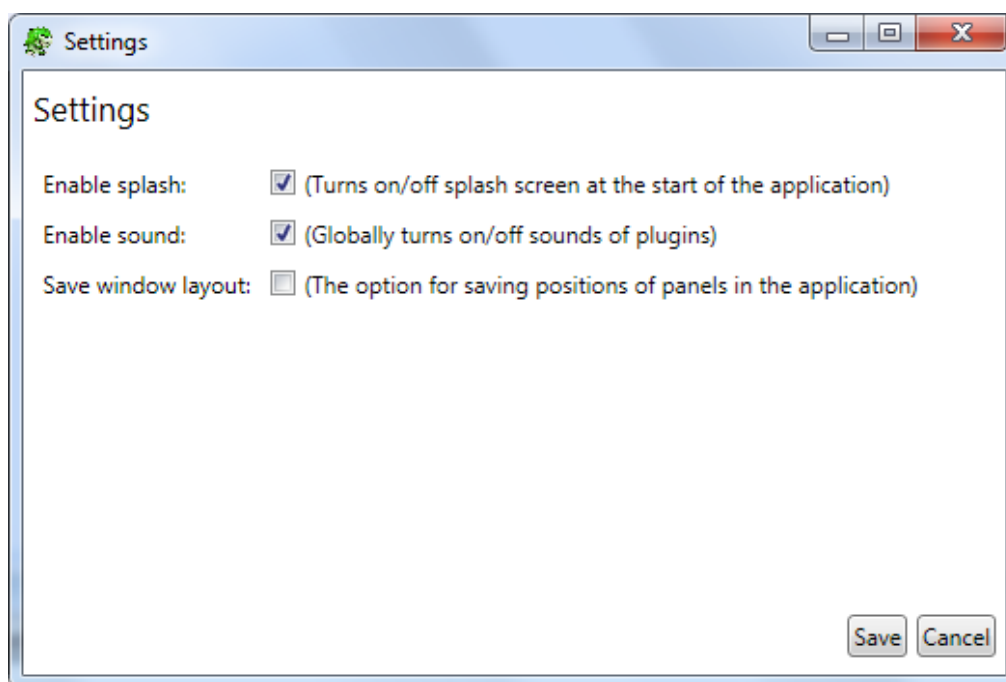 Settings
Settings
Enable splash: (Turns on/off splash screen at the start of the application)
Enable sound: (Globally turns on/off sounds of plugins)
Save window layout: (The option for saving positions of panels in the application)
Save Cancel